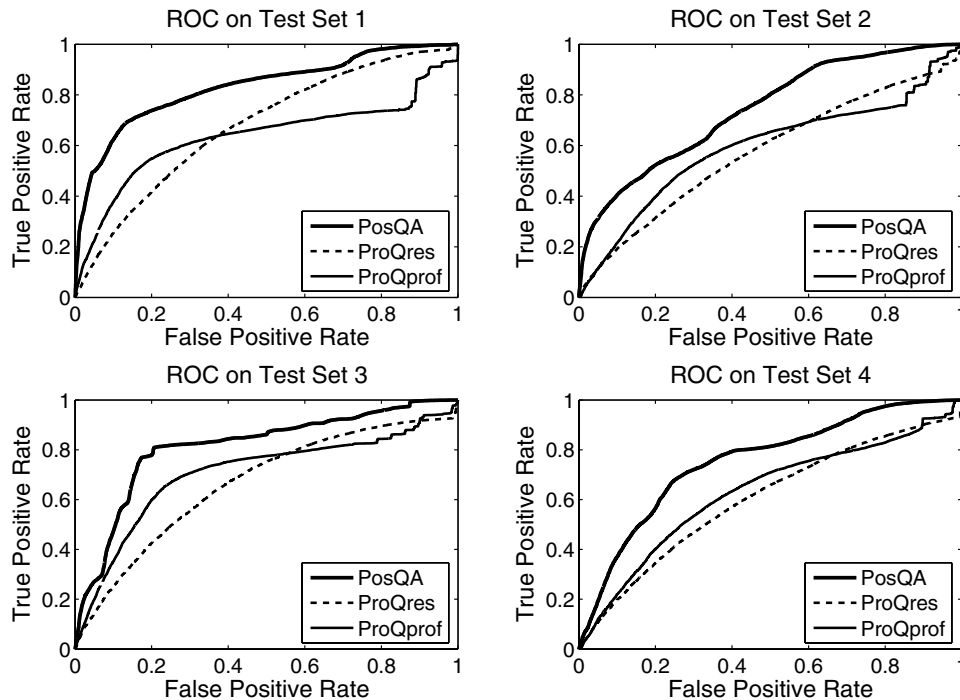 ROC on Test Set 1
1
0.8
0.6
0.4
0.2
0
0
0.2
0.4
0.6
0.8
1
True Positive Rate
False Positive Rate
PosQA
ProQres
ProQprof
ROC on Test Set 2
1
0.8
0.6
0.4
0.2
0
0
0.2
0.4
0.6
0.8
1
True Positive Rate
False Positive Rate
PosQA
ProQres
ProQprof
ROC on Test Set 3
1
0.8
0.6
0.4
0.2
0
0
0.2
0.4
0.6
0.8
1
True Positive Rate
False Positive Rate
PosQA
ProQres
ProQprof
ROC on Test Set 4
1
0.8
0.6
0.4
0.2
0
0
0.2
0.4
0.6
0.8
1
True Positive Rate
False Positive Rate
PosQA
ProQres
ProQprof